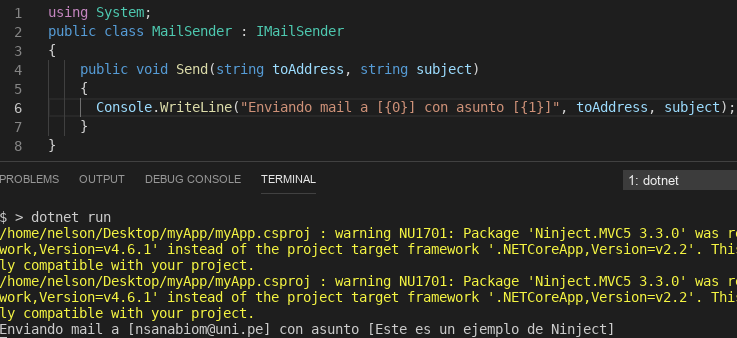 1 using System;
2 public class MailSender : IMailSender
3 {
4 public void Send(string toAddress, string subject)
5 {
6 Console.WriteLine("Enviando mail a [{0}] con asunto [{1}]", toAddress, subject);
7 }
8 }
PROBLEMS OUTPUT DEBUG CONSOLE TERMINAL 1: dotnet
$ > dotnet run
/home/nelson/Desktop/myApp/myApp.csproj : warning NU1701: Package 'Ninject.MVC5 3.3.0' was re
work,Version=v4.6.1' instead of the project target framework '.NETCoreApp,Version=v2.2'. This
ly compatible with your project.
/home/nelson/Desktop/myApp/myApp.csproj : warning NU1701: Package 'Ninject.MVC5 3.3.0' was re
work,Version=v4.6.1' instead of the project target framework '.NETCoreApp,Version=v2.2'. This
ly compatible with your project.
Enviando mail a [nsanabiom@uni.pe] con asunto [Este es un ejemplo de Ninject]